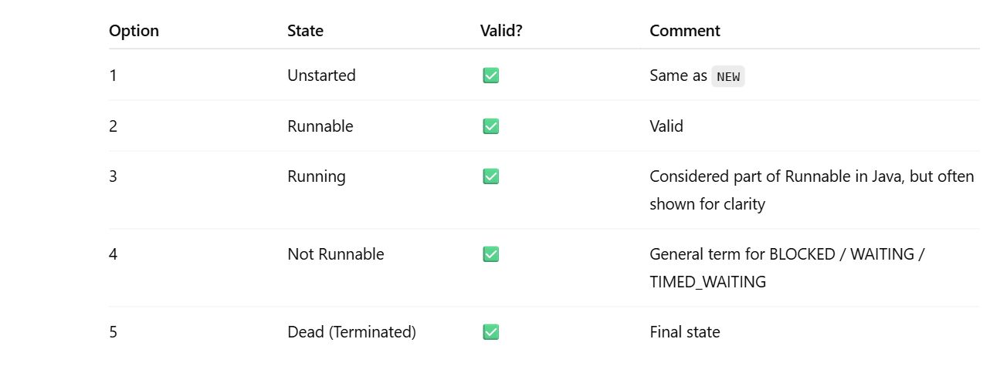 Option State Valid? Comment
1 Unstarted ✅ Same as NEW
2 Runnable ✅ Valid
3 Running ✅ Considered part of Runnable in Java, but often
shown for clarity
4 Not Runnable ✅ General term for BLOCKED / WAITING /
TIMED_WAITING
5 Dead (Terminated) ✅ Final state